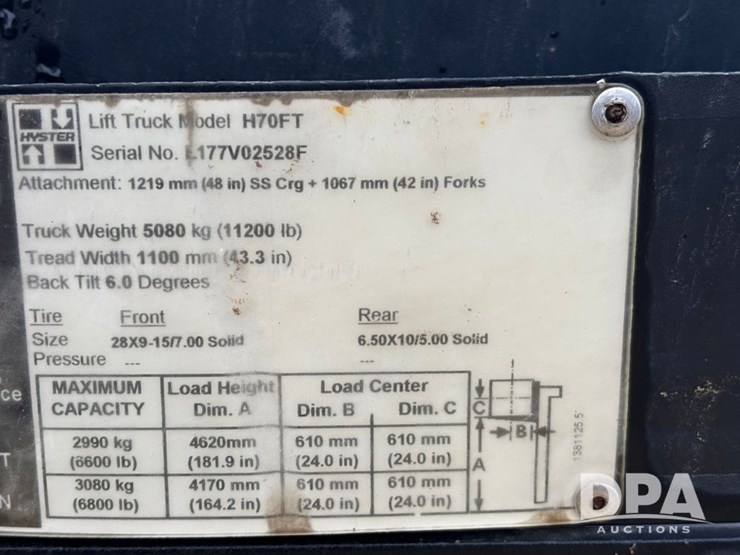 HYSTER
Lift Truck Model H70FT
Serial No. L177V02528F
Attachment: 1219 mm (48 in) SS Crg + 1067 mm (42 in) Forks
Truck Weight 5080 kg (11200 lb)
Tread Width 1100 mm (43.3 in)
Back Tilt 6.0 Degrees
Tire Front Rear
Size 28X9-15/7.00 Solid 6.50X10/5.00 Solid
Pressure --- ---
MAXIMUM CAPACITY Load Height Dim. A Load Center Dim. B Dim. C
2990 kg 4620mm 610 mm 610 mm
(6600 lb) (181.9 in) (24.0 in) (24.0 in)
3080 kg 4170 mm 610 mm 610 mm
(6800 lb) (164.2 in) (24.0 in) (24.0 in)
C
B
A
1381125 5
ce
T
N
DPA
AUCTIONS